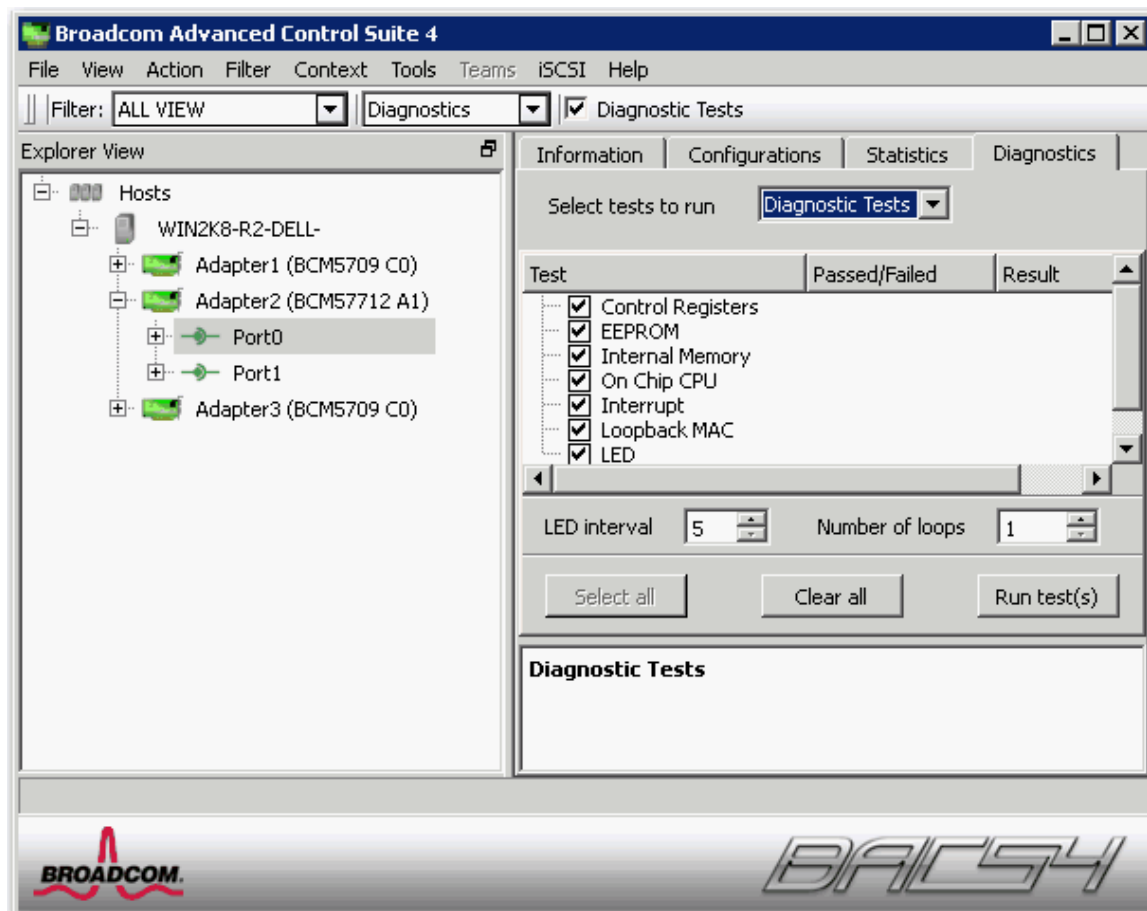 Broadcom Advanced Control Suite 4
File View Action Filter Context Tools Teams iSCSI Help
Filter: ALL VIEW Diagnostics Diagnostic Tests
Explorer View
Hosts
WIN2K8-R2-DELL-
Adapter1 (BCM5709 C0)
Adapter2 (BCM57712 A1)
Port0
Port1
Adapter3 (BCM5709 C0)
Information Configurations Statistics Diagnostics
Select tests to run Diagnostic Tests
Test Passed/Failed Result
Control Registers
EEPROM
Internal Memory
On Chip CPU
Interrupt
Loopback MAC
LED
LED interval 5 Number of loops 1
Select all Clear all Run test(s)
Diagnostic Tests
BROADCOM. BACS4